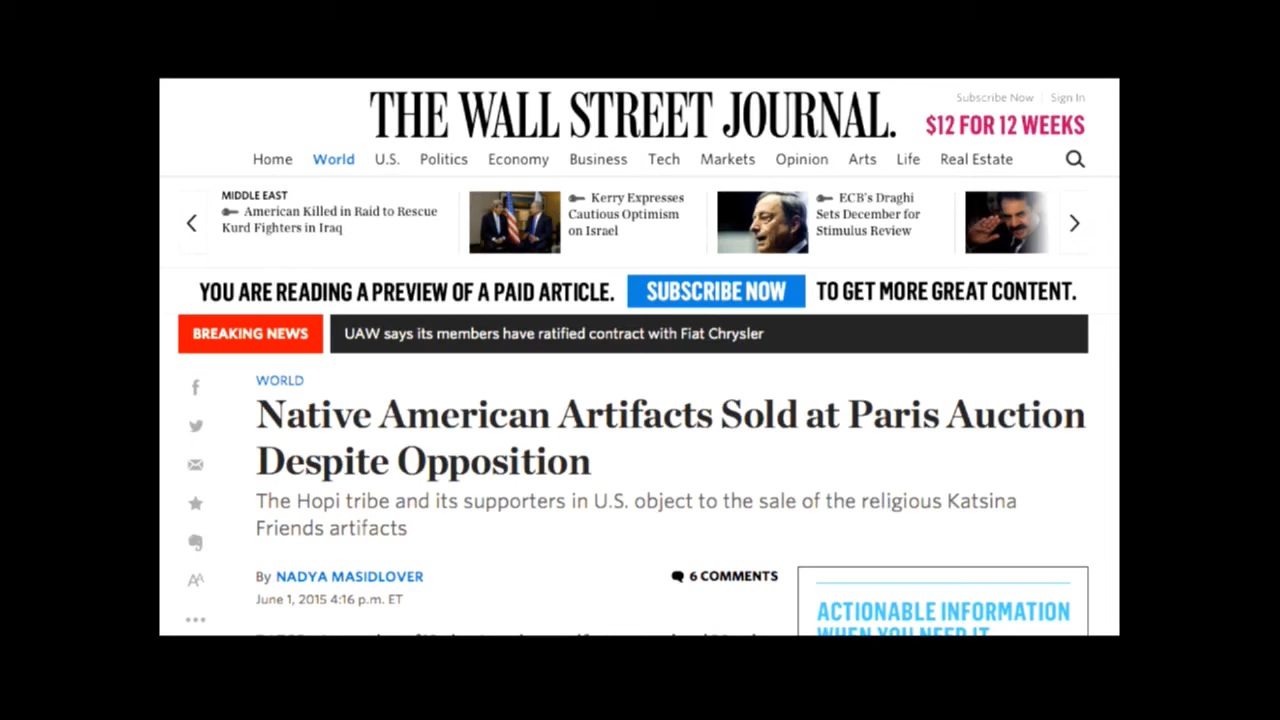 THE WALL STREET JOURNAL.
Subscribe Now | Sign In
$12 FOR 12 WEEKS
Home World U.S. Politics Economy Business Tech Markets Opinion Arts Life Real Estate
MIDDLE EAST
American Killed in Raid to Rescue
Kurd Fighters in Iraq
Kerry Expresses
Cautious Optimism
on Israel
ECB's Draghi
Sets December for
Stimulus Review
YOU ARE READING A PREVIEW OF A PAID ARTICLE. SUBSCRIBE NOW TO GET MORE GREAT CONTENT.
BREAKING NEWS UAW says its members have ratified contract with Fiat Chrysler
WORLD
Native American Artifacts Sold at Paris Auction
Despite Opposition
The Hopi tribe and its supporters in U.S. object to the sale of the religious Katsina
Friends artifacts
By NADYA MASIDLOVER
6 COMMENTS
June 1, 2015 4:16 p.m. ET
AA
ACTIONABLE INFORMATION
WHEN YOU NEED IT